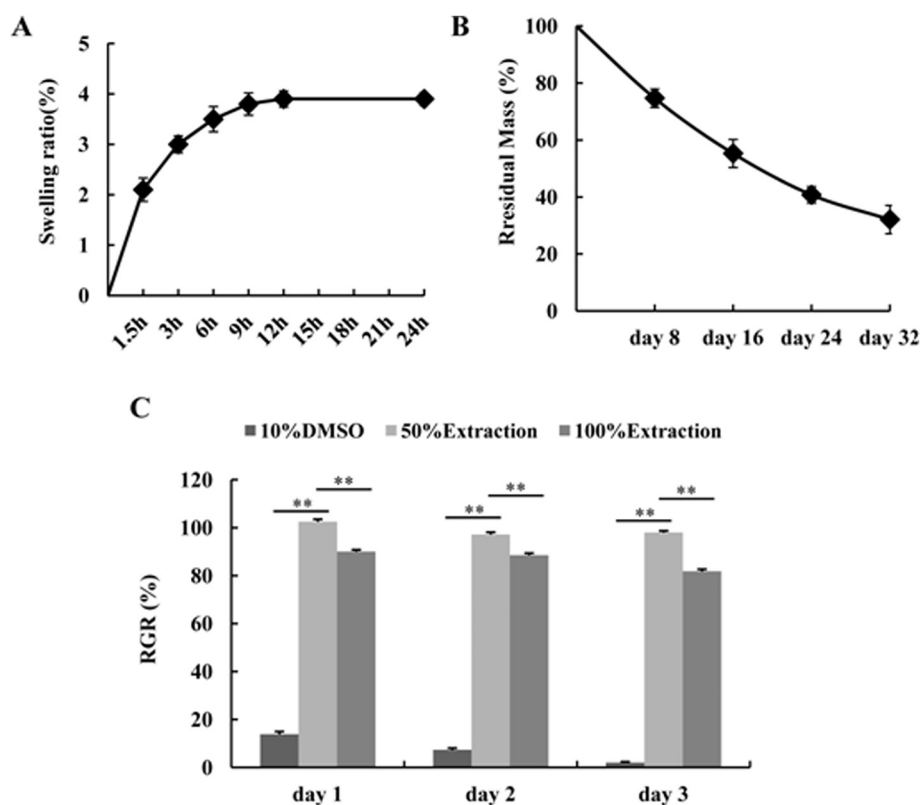 A
Swelling ratio(%)
5
4
3
2
1
0
1.5h 3h 6h 9h 12h 15h 18h 21h 24h
B
Rresidual Mass (%)
100
80
60
40
20
0
day 8 day 16 day 24 day 32
C
10%DMSO 50%Extraction 100%Extraction
RGR (%)
120
100
80
60
40
20
0
** ** ** ** ** **
day 1 day 2 day 3